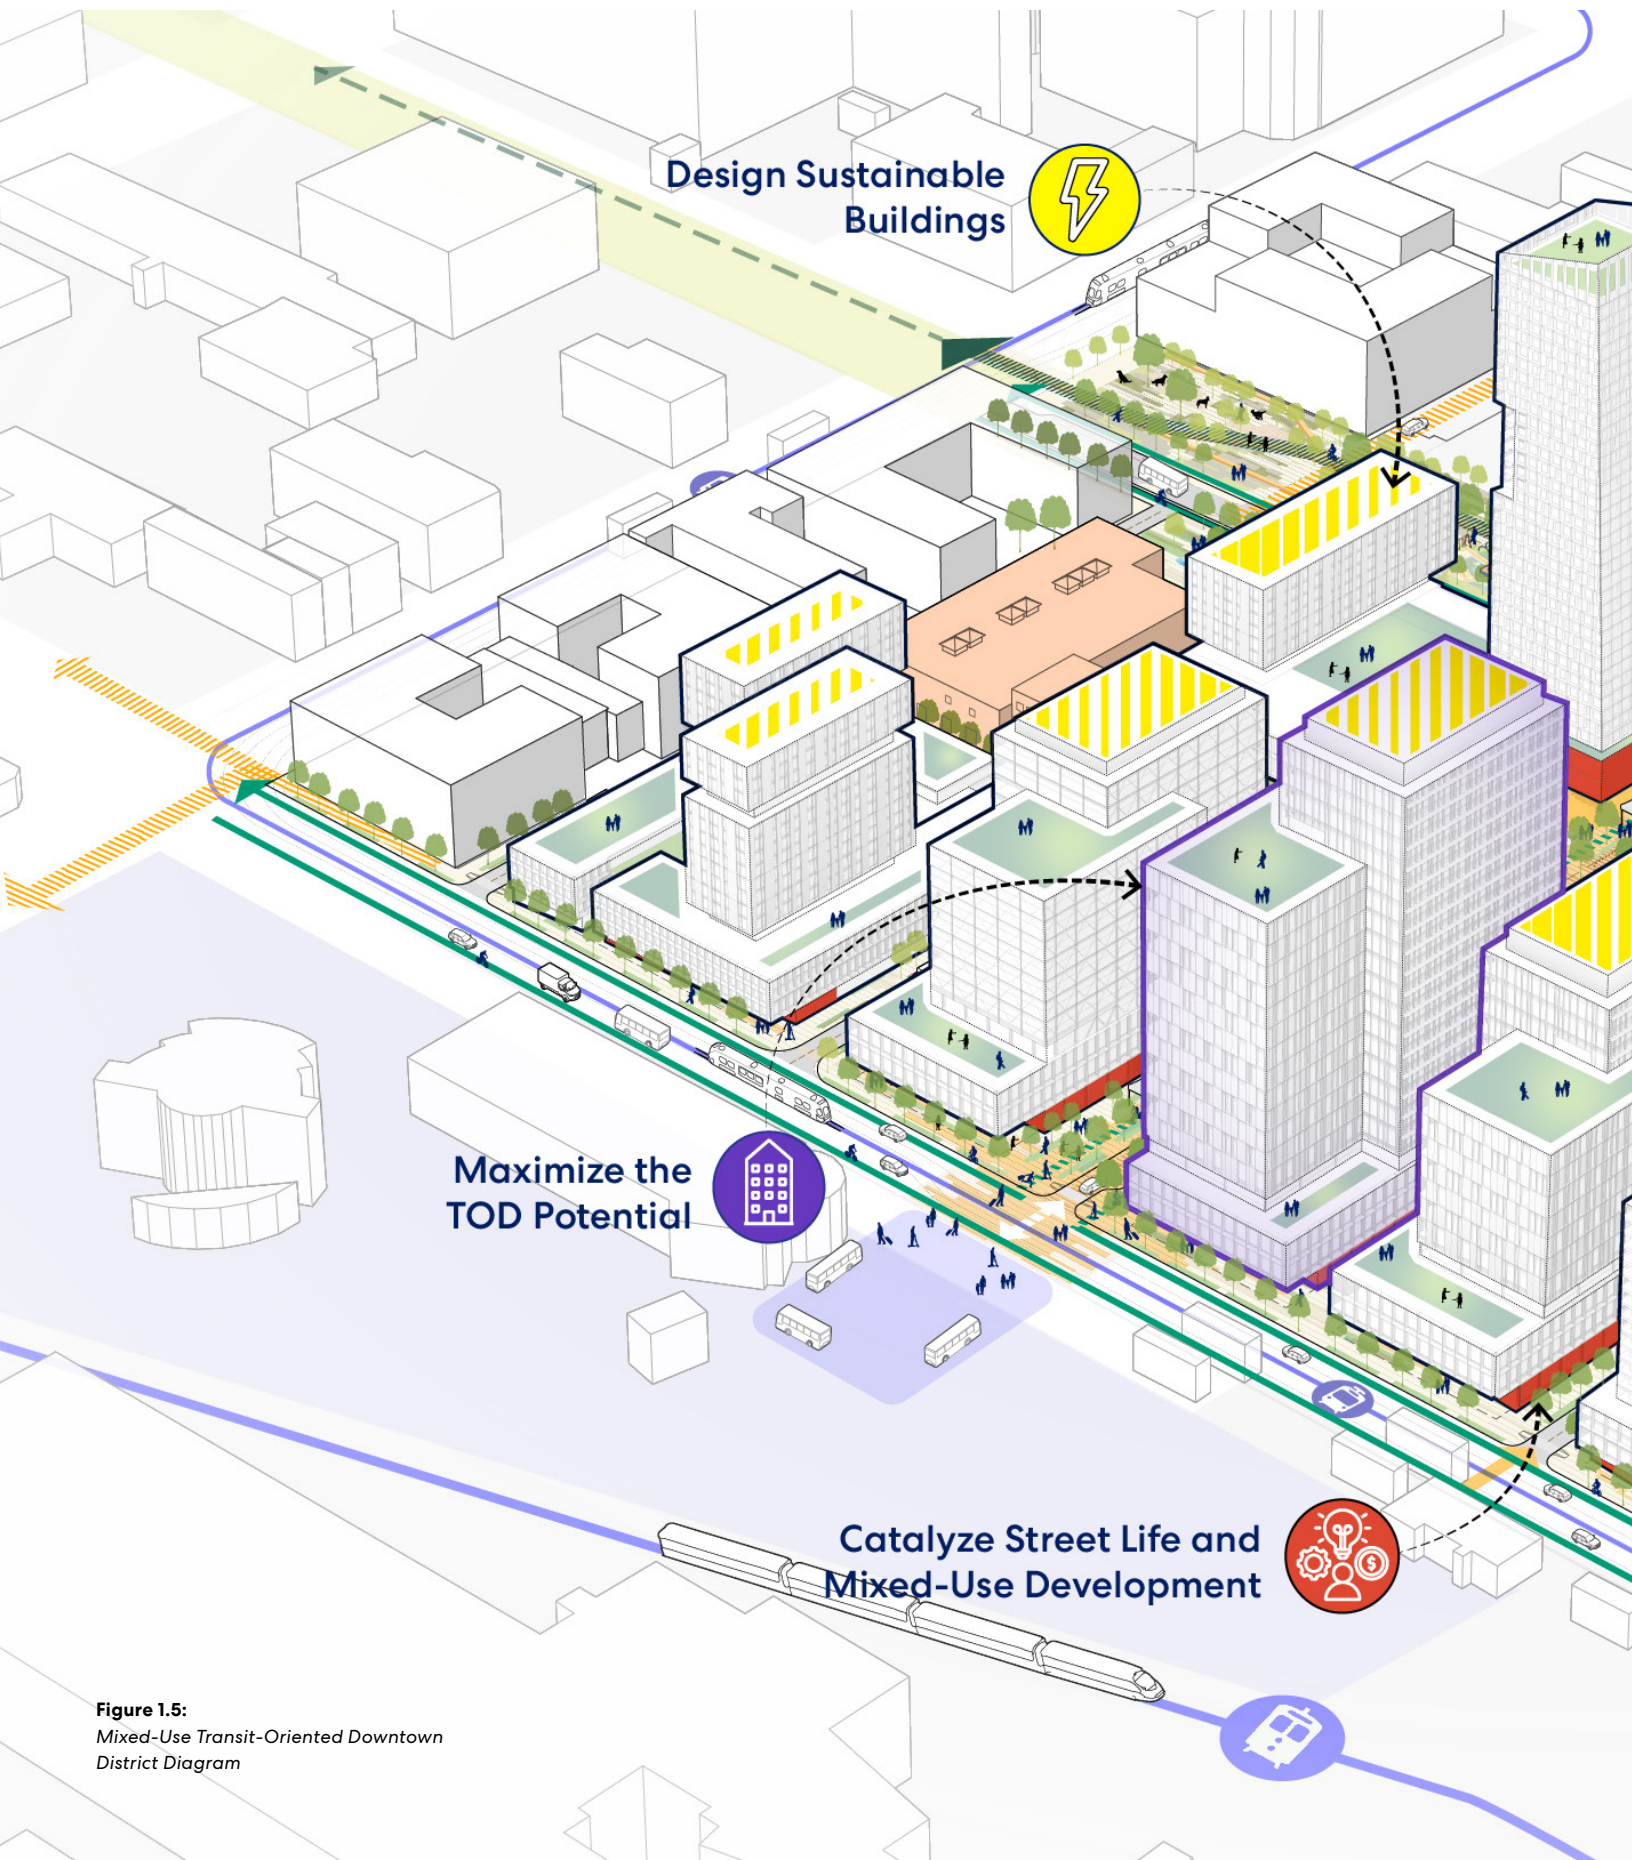 Design Sustainable
Buildings
Maximize the
TOD Potential
Catalyze Street Life and
Mixed-Use Development
Figure 1.5:
Mixed-Use Transit-Oriented Downtown
District Diagram